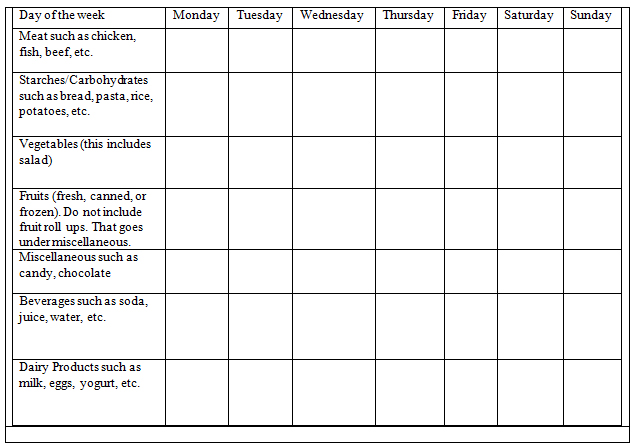 Day of the week Monday Tuesday Wednesday Thursday Friday Saturday Sunday
Meat such as chicken,
fish, beef, etc.
Starches/Carbohydrates
such as bread, pasta, rice,
potatoes, etc.
Vegetables (this includes
salad)
Fruits (fresh, canned, or
frozen). Do not include
fruit roll ups. That goes
under miscellaneous.
Miscellaneous such as
candy, chocolate
Beverages such as soda,
juice, water, etc.
Dairy Products such as
milk, eggs, yogurt, etc.